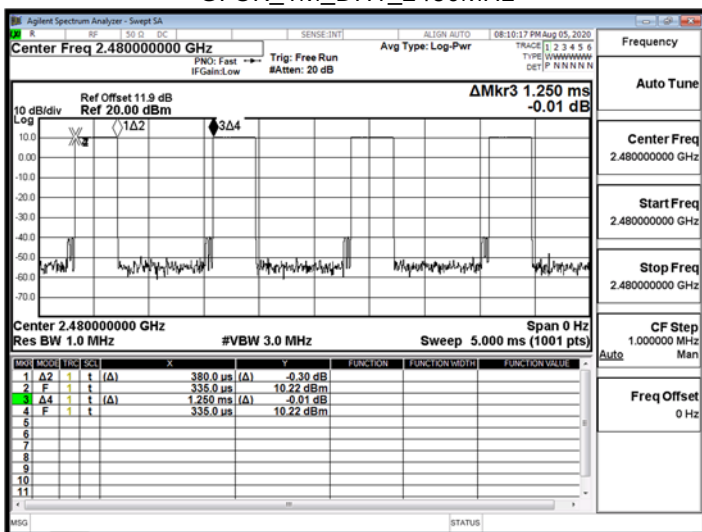 Agilent Spectrum Analyzer - Swept SA
R RF 50 Ω DC SENSE:INT ALIGN AUTO 08:10:17 PM Aug 05, 2020
Center Freq 2.480000000 GHz
PNO: Fast
IFGain:Low
Trig: Free Run
#Atten: 20 dB
Avg Type: Log-Pwr
TRACE 1 2 3 4 5 6
TYPE WWWWWW
DET P N N N N N
Frequency
Auto Tune
Center Freq
2.480000000 GHz
Start Freq
2.480000000 GHz
Stop Freq
2.480000000 GHz
CF Step
1.000000 MHz
Auto Man
Freq Offset
0 Hz
ΔMkr3 1.250 ms
-0.01 dB
Ref Offset 11.9 dB
10 dB/div Ref 20.00 dBm
Log
1Δ2
3Δ4
10.0
0.00
-10.0
-20.0
-30.0
-40.0
-50.0
-60.0
-70.0
Center 2.480000000 GHz Span 0 Hz
Res BW 1.0 MHz #VBW 3.0 MHz Sweep 5.000 ms (1001 pts)
MKR MODE TRC SCL X Y FUNCTION FUNCTION WIDTH FUNCTION VALUE
1 Δ2 1 t (Δ) 380.0 µs (Δ) -0.30 dB
2 F 1 t 335.0 µs 10.22 dBm
3 Δ4 1 t (Δ) 1.250 ms (Δ) -0.01 dB
4 F 1 t 335.0 µs 10.22 dBm
5
6
7
8
9
10
11
MSG STATUS